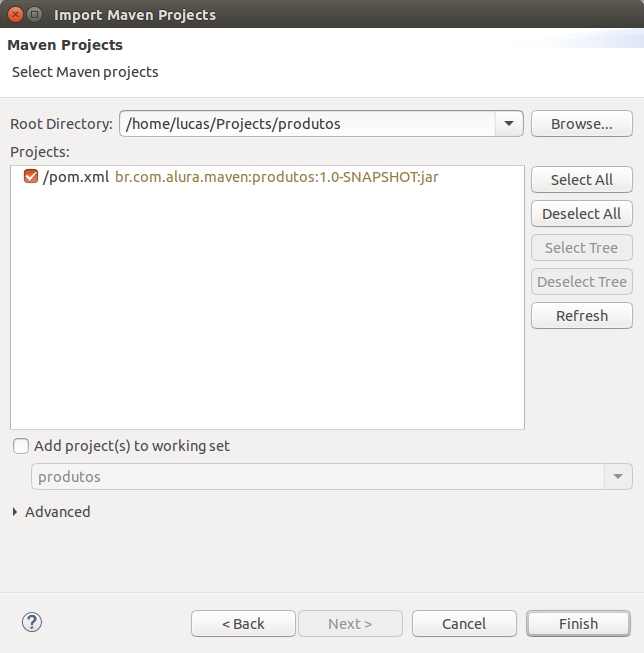 Import Maven Projects
Maven Projects
Select Maven projects
Root Directory: /home/lucas/Projects/produtos Browse...
Projects:
/pom.xml br.com.alura.maven:produtos:1.0-SNAPSHOT:jar
Select All
Deselect All
Select Tree
Deselect Tree
Refresh
Add project(s) to working set
produtos
Advanced
? < Back Next > Cancel Finish